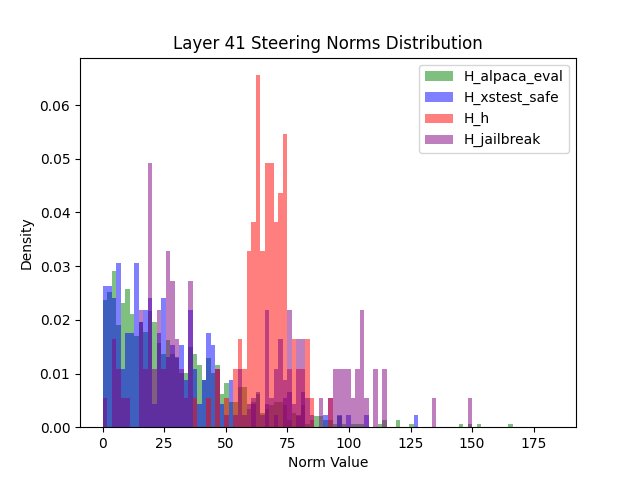 Layer 41 Steering Norms Distribution
H_alpaca_eval
H_xstest_safe
H_h
H_jailbreak
Density
0.06
0.05
0.04
0.03
0.02
0.01
0.00
0 25 50 75 100 125 150 175
Norm Value